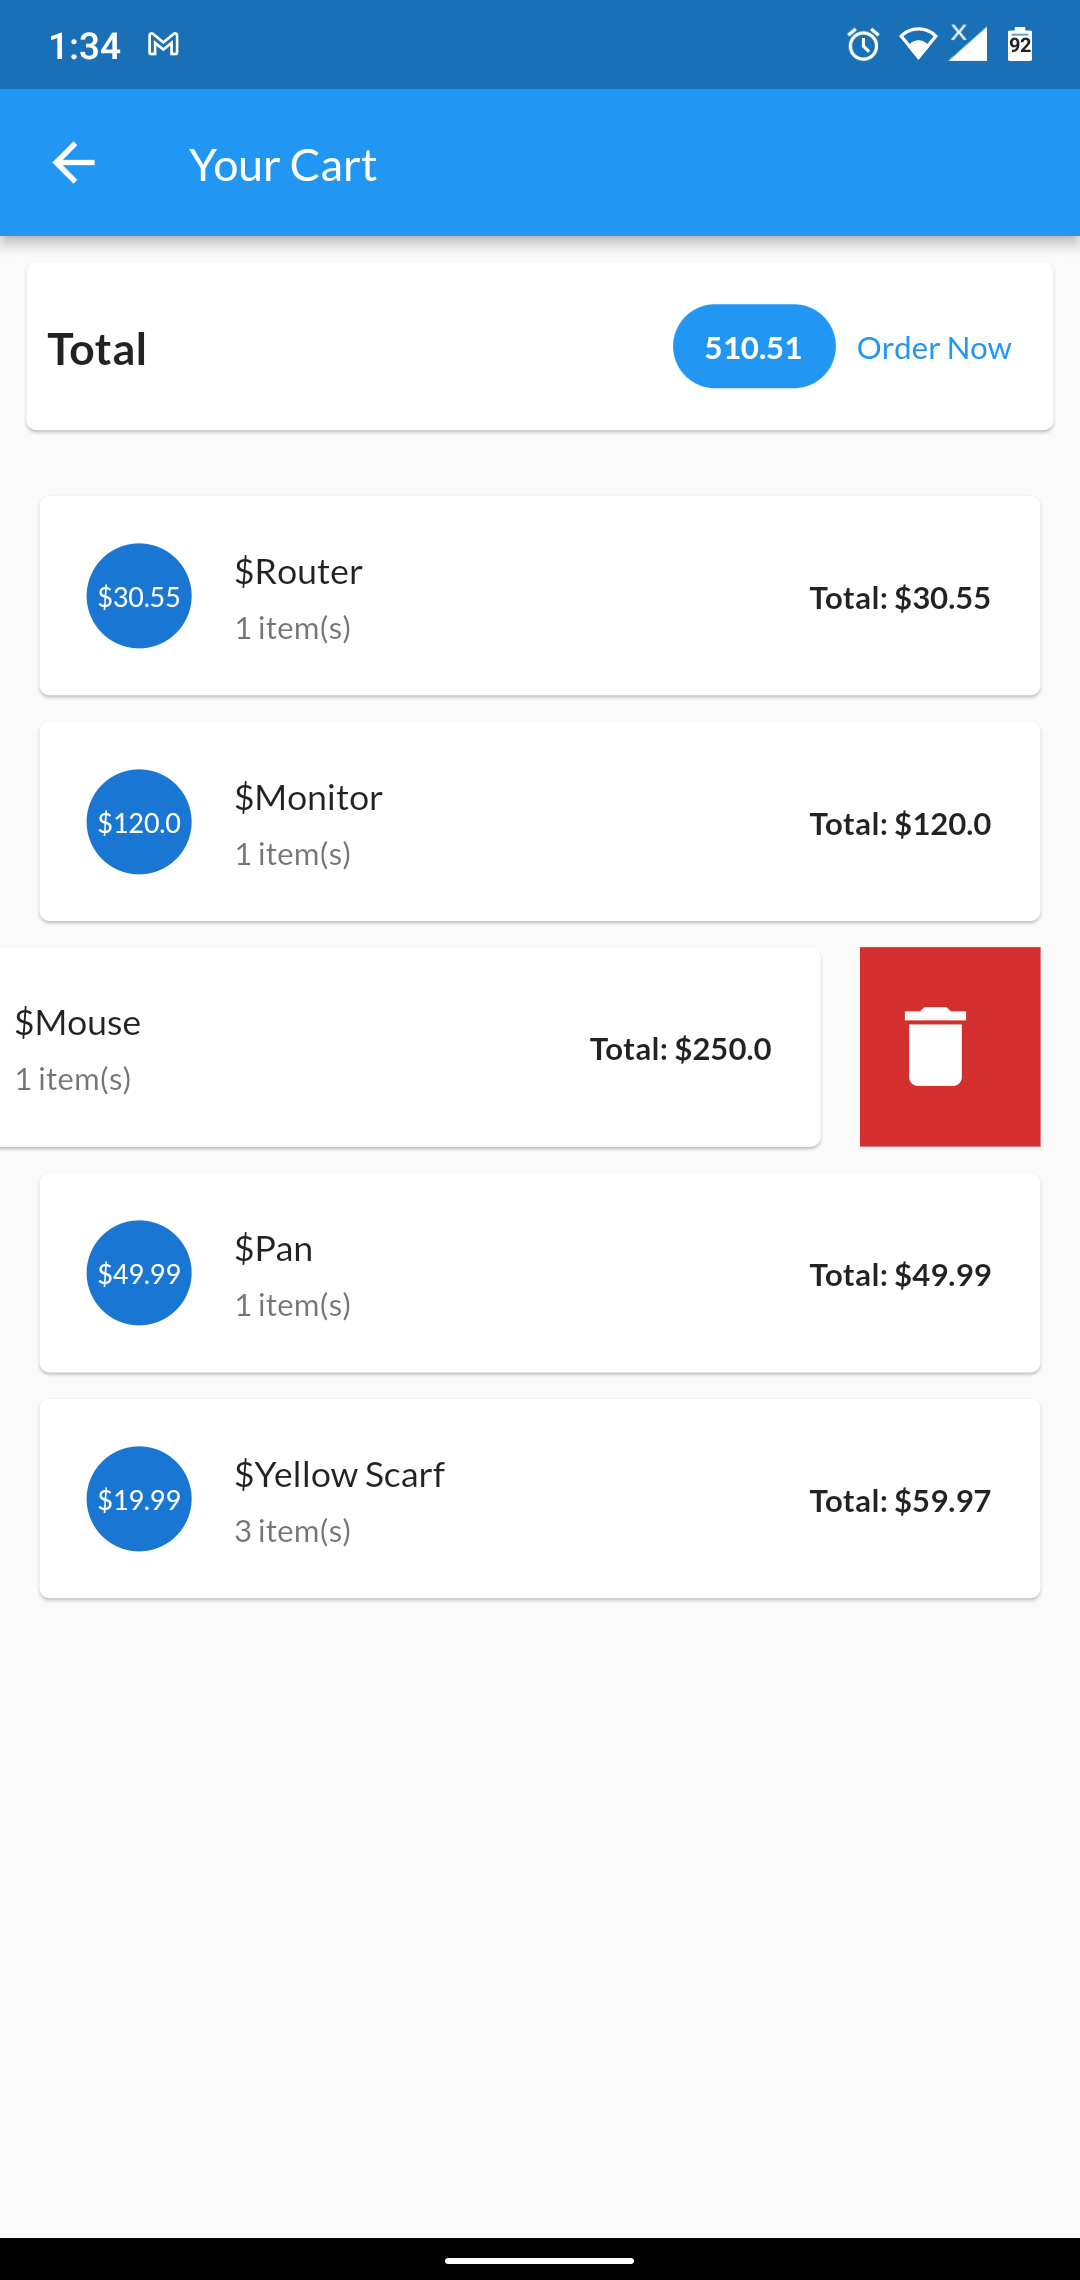 1:34
92
Your Cart
Total
510.51
Order Now
$30.55
$Router
1 item(s)
Total: $30.55
$120.0
$Monitor
1 item(s)
Total: $120.0
$Mouse
1 item(s)
Total: $250.0
$49.99
$Pan
1 item(s)
Total: $49.99
$19.99
$Yellow Scarf
3 item(s)
Total: $59.97